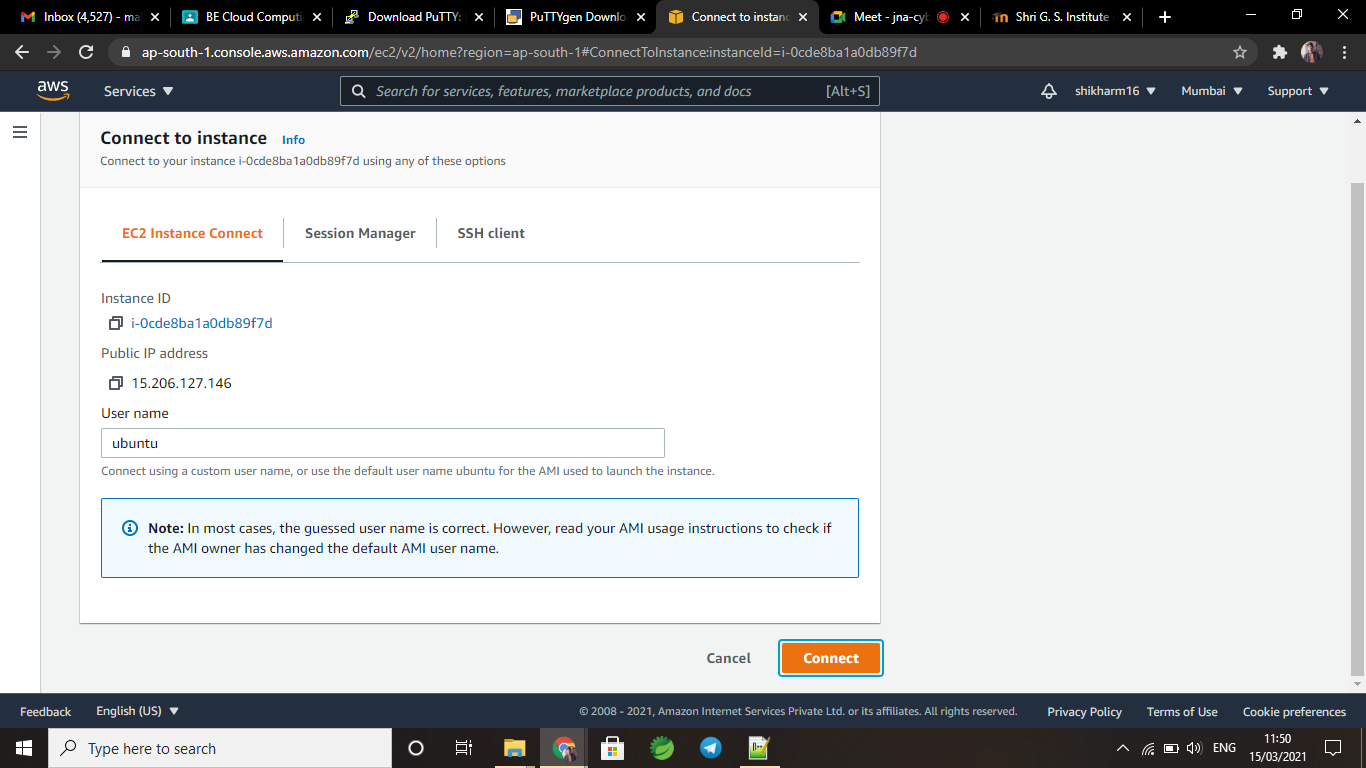 Inbox (4,527) - ma
BE Cloud Computi
Download PuTTY:
PuTTYgen Downlo
Connect to instanc
Meet - jna-cyb
Shri G. S. Institute
ap-south-1.console.aws.amazon.com/ec2/v2/home?region=ap-south-1#ConnectToInstance:instanceId=i-0cde8ba1a0db89f7d
aws
Services
Search for services, features, marketplace products, and docs
[Alt+S]
shikharm16
Mumbai
Support
Connect to instance Info
Connect to your instance i-0cde8ba1a0db89f7d using any of these options
EC2 Instance Connect
Session Manager
SSH client
Instance ID
i-0cde8ba1a0db89f7d
Public IP address
15.206.127.146
User name
ubuntu
Connect using a custom user name, or use the default user name ubuntu for the AMI used to launch the instance.
Note: In most cases, the guessed user name is correct. However, read your AMI usage instructions to check if
the AMI owner has changed the default AMI user name.
Cancel
Connect
Feedback
English (US)
© 2008 - 2021, Amazon Internet Services Private Ltd. or its affiliates. All rights reserved.
Privacy Policy
Terms of Use
Cookie preferences
Type here to search
ENG
11:50
15/03/2021